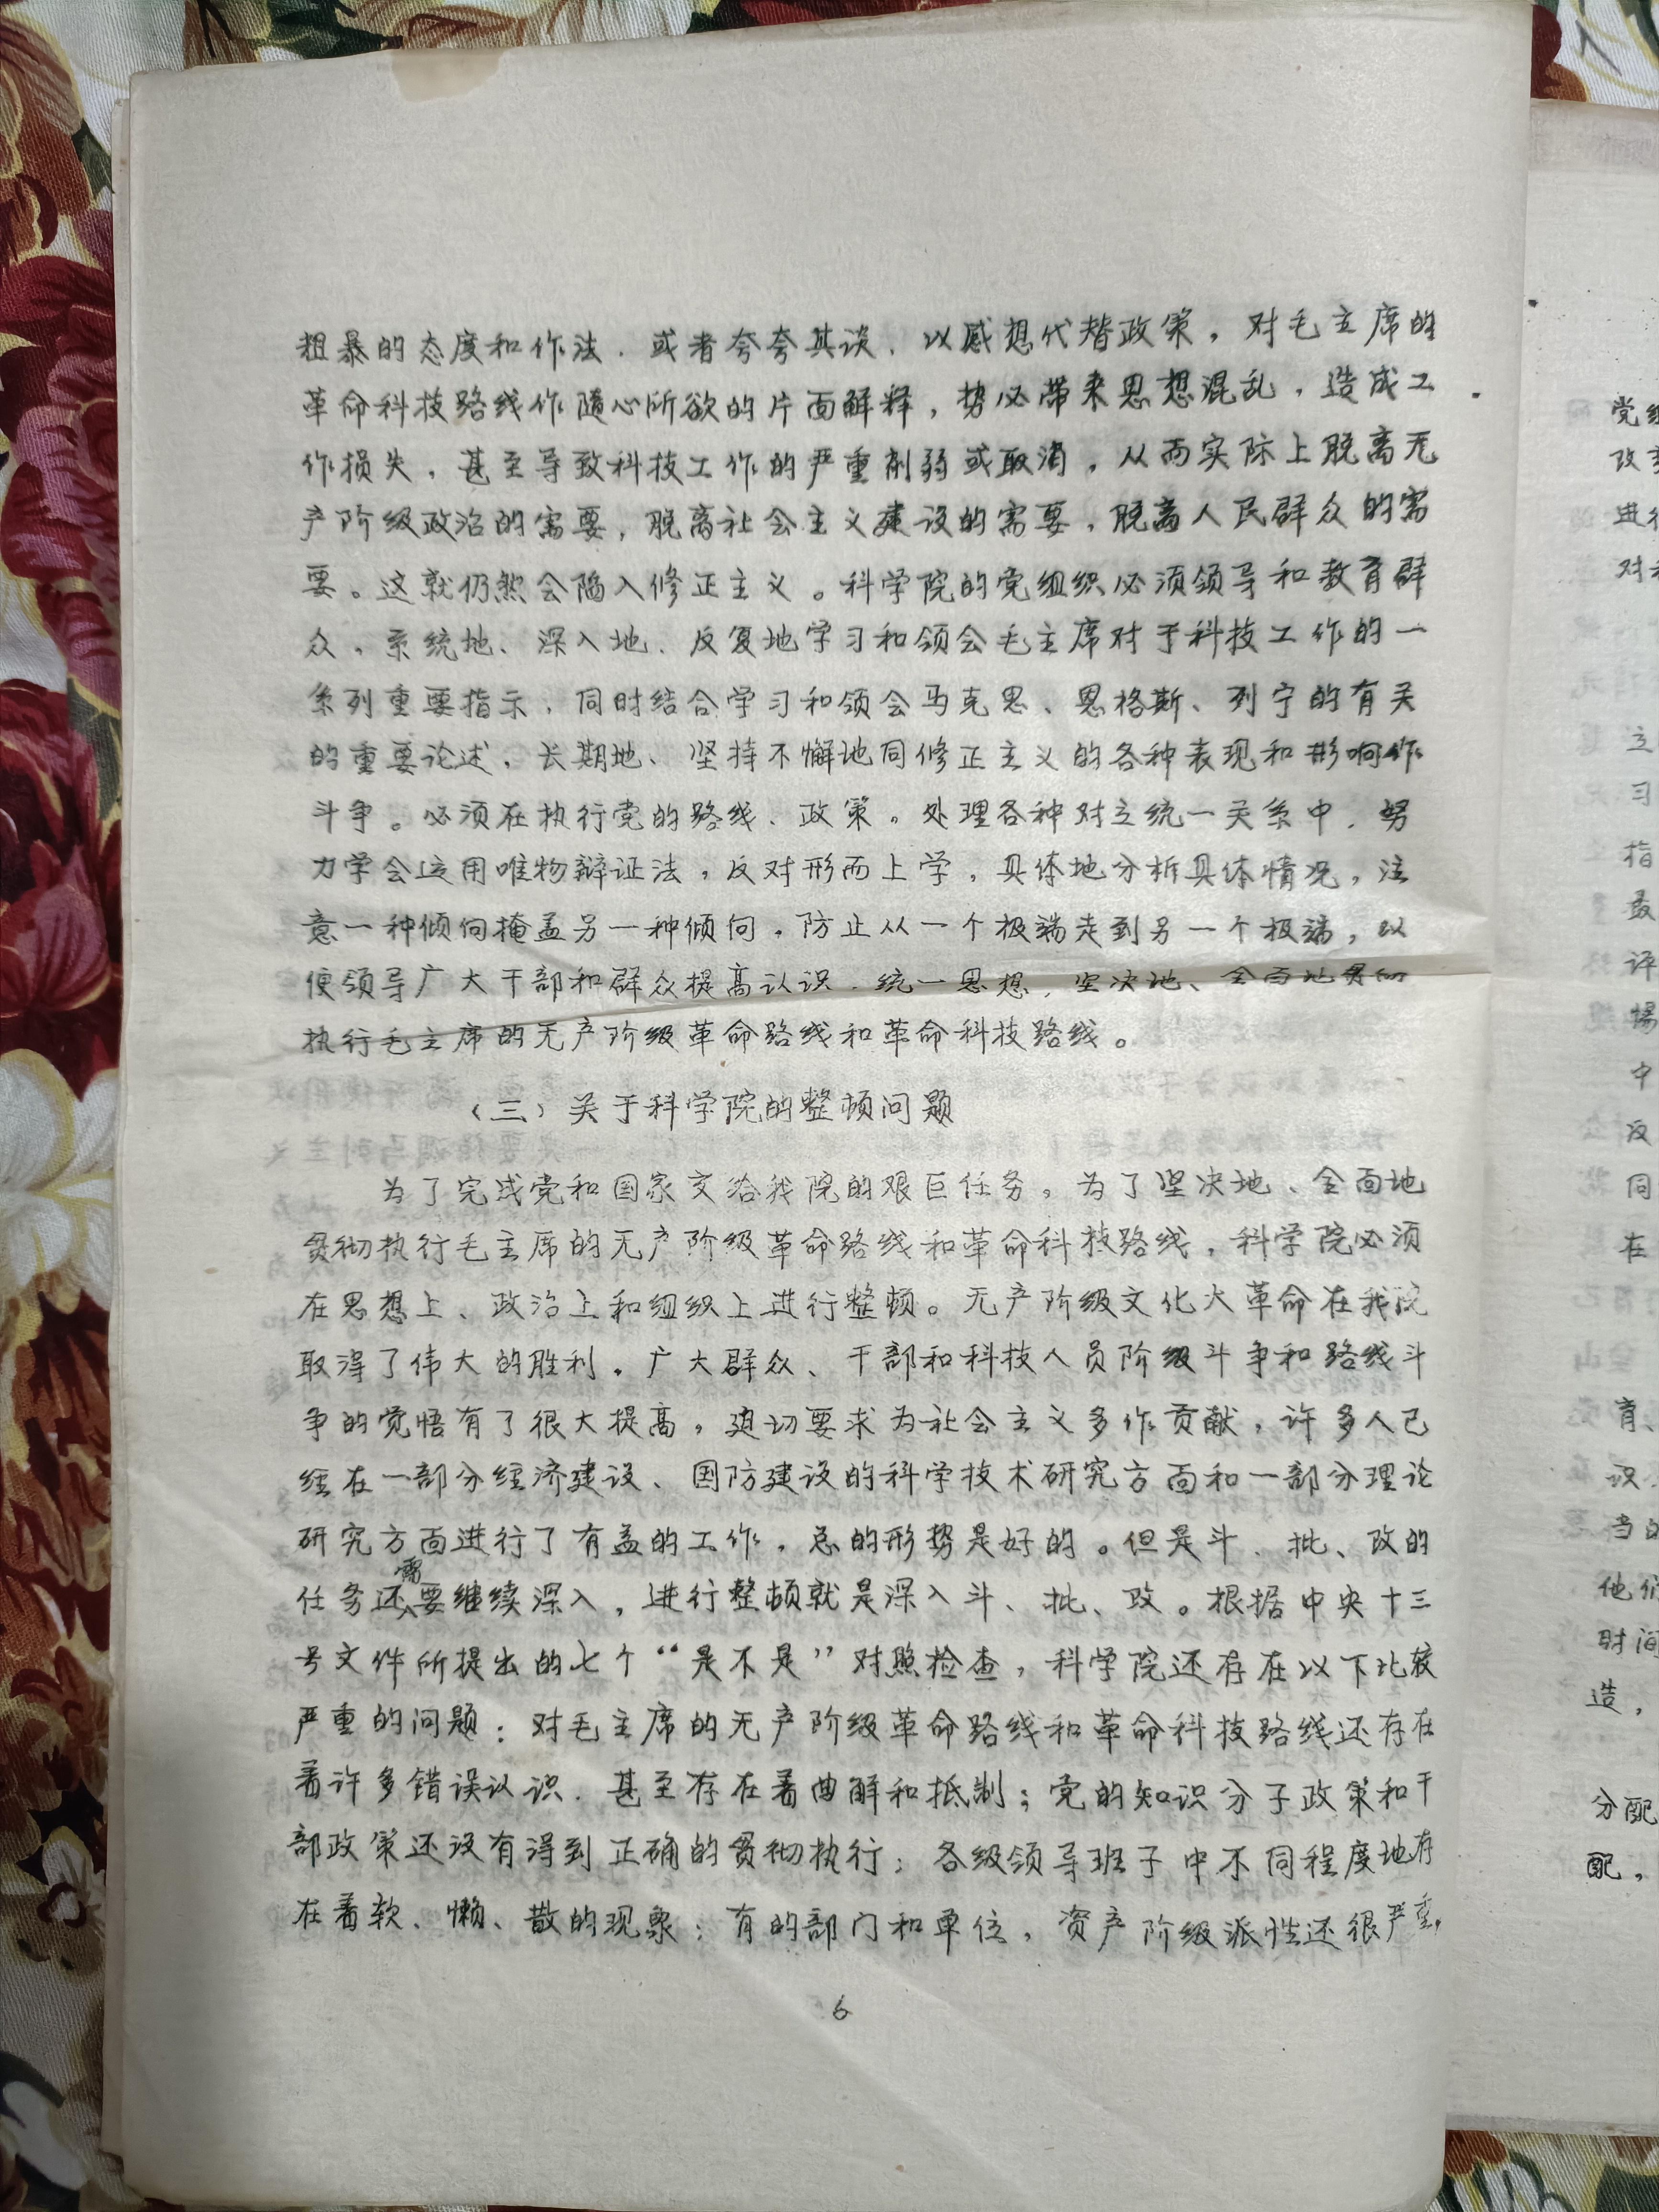 粗暴的态度和作法，或者夸夸其谈，以感想代替政策，对毛主席的
革命科技路线作随心所欲的片面解释，势必带来思想混乱，造成工
作损失，甚至导致科技工作的严重削弱或取消，从而实际上脱离无
产阶级政治的需要，脱离社会主义建设的需要，脱离人民群众的需
要。这就仍然会陷入修正主义。科学院的党组织必须领导和教育群
众，系统地、深入地、反复地学习和领会毛主席对于科技工作的一
系列重要指示，同时结合学习和领会马克思、恩格斯、列宁的有关
的重要论述，长期地、坚持不懈地同修正主义的各种表现和影响作
斗争。必须在执行党的路线、政策，处理各种对立统一关系中，努
力学会运用唯物辩证法，反对形而上学，具体地分析具体情况，注
意一种倾向掩盖另一种倾向，防止从一个极端走到另一个极端，以
便领导广大干部和群众提高认识，统一思想，坚决地、全面地贯彻
执行毛主席的无产阶级革命路线和革命科技路线。
（三）关于科学院的整顿问题
为了完成党和国家交给我院的艰巨任务，为了坚决地、全面地
贯彻执行毛主席的无产阶级革命路线和革命科技路线，科学院必须
在思想上、政治上和组织上进行整顿。无产阶级文化大革命在我院
取得了伟大的胜利，广大群众、干部和科技人员阶级斗争和路线斗
争的觉悟有了很大提高，迫切要求为社会主义多作贡献，许多人已
经在一部分经济建设、国防建设的科学技术研究方面和一部分理论
研究方面进行了有益的工作，总的形势是好的。但是斗、批、改的
任务还需要继续深入，进行整顿就是深入斗、批、改。根据中央十三
号文件所提出的七个“是不是”对照检查，科学院还存在以下比较
严重的问题：对毛主席的无产阶级革命路线和革命科技路线还存在
着许多错误认识，甚至存在着曲解和抵制；党的知识分子政策和干
部政策还没有得到正确的贯彻执行；各级领导班子中不同程度地存
在着软、懒、散的现象；有的部门和单位，资产阶级派性还很严重，
6
党
改
进
对
立
习
指
最
评
中
反
同
在
育、
识
当
他们
时间
造，
分配
配，